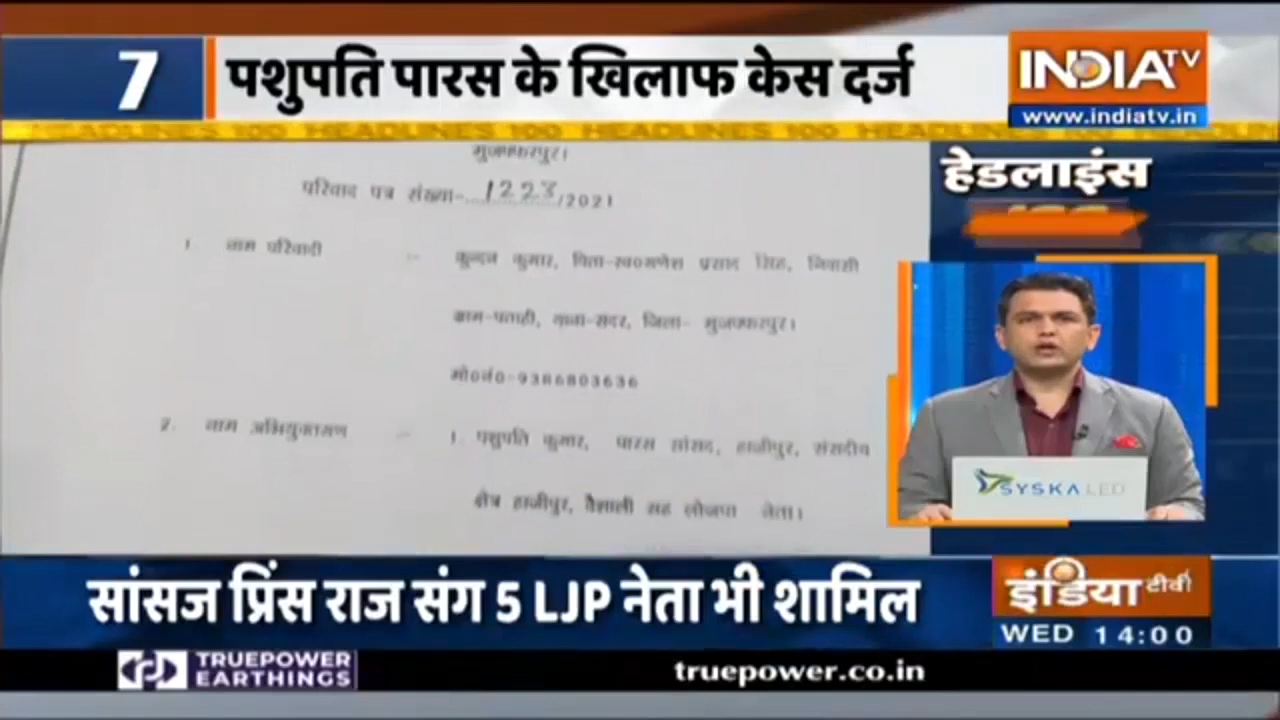 7
पशुपति पारस के खिलाफ केस दर्ज
INDIA TV
www.indiatv.in
HEADLINES 100 HEADLINES 100 HEADLINES 100 HEADLINES 100
हेडलाइंस
मुजफ्फरपुर।
परिवाद पत्र संख्या-....1228/2021
1. नाम परिवादी - कुन्दन कुमार, पिता-स्व०गणेश प्रसाद सिंह, निवासी
ग्राम-पताही, थाना-सदर, जिला- मुजफ्फरपुर।
मो०नं०-9386803636
2. नाम अभियुक्तगण - 1. पशुपति कुमार, पारस सांसद, हाजीपुर, संसदीय
क्षेत्र हाजीपुर, वैशाली सह लोजपा नेता।
SYSKA LED
सांसज प्रिंस राज संग 5 LJP नेता भी शामिल
इंडिया टीवी
WED 14:00
TRUEPOWER
EARTHINGS
truepower.co.in